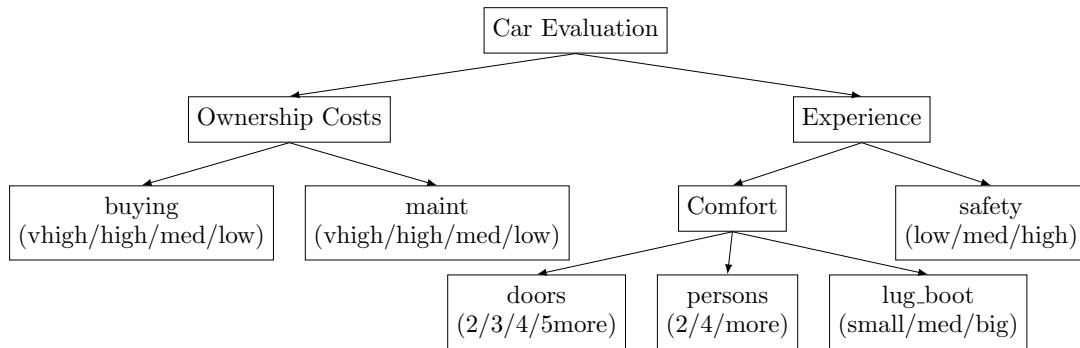 Car Evaluation
Ownership Costs
Experience
buying
(vhigh/high/med/low)
maint
(vhigh/high/med/low)
Comfort
safety
(low/med/high)
doors
(2/3/4/5more)
persons
(2/4/more)
lug_boot
(small/med/big)